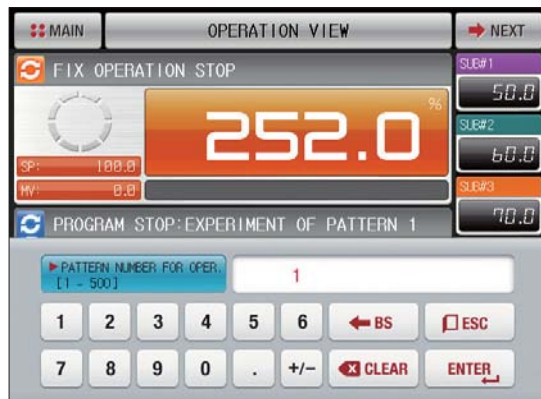 MAIN
OPERATION VIEW
NEXT
FIX OPERATION STOP
SUB#1
50.0
%
252.0
SUB#2
60.0
SP: 100.0
MV: 0.0
SUB#3
70.0
PROGRAM STOP:EXPERIMENT OF PATTERN 1
▶PATTERN NUMBER FOR OPER.
[1 - 500]
1
1 2 3 4 5 6 BS ESC
7 8 9 0 . +/- CLEAR ENTER